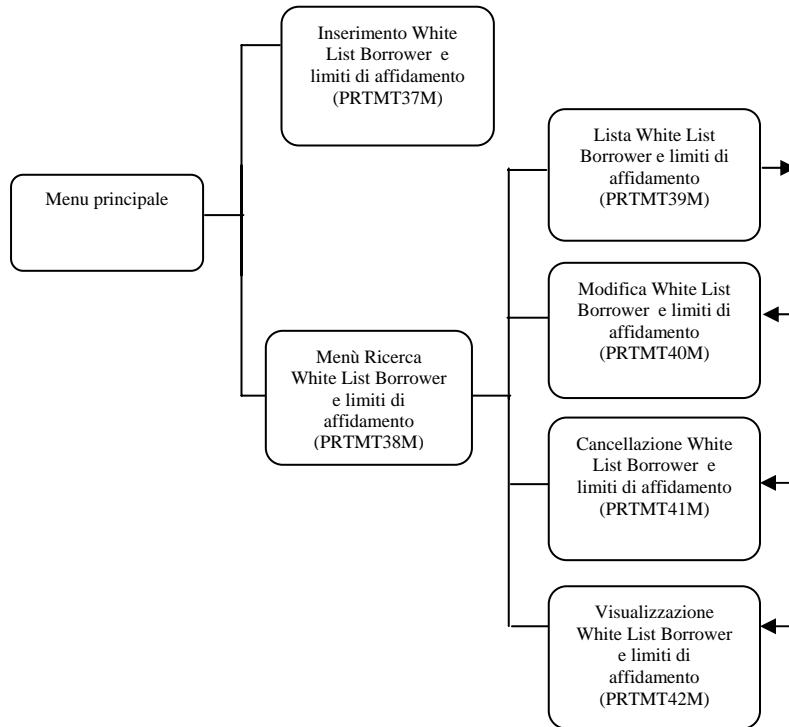 Inserimento White
List Borrower e
limiti di affidamento
(PRTMT37M)
Lista White List
Borrower e limiti di
affidamento
(PRTMT39M)
Menu principale
Modifica White List
Borrower e limiti di
affidamento
(PRTMT40M)
Menù Ricerca
White List Borrower
e limiti di
affidamento
(PRTMT38M)
Cancellazione White
List Borrower e
limiti di affidamento
(PRTMT41M)
Visualizzazione
White List Borrower
e limiti di
affidamento
(PRTMT42M)